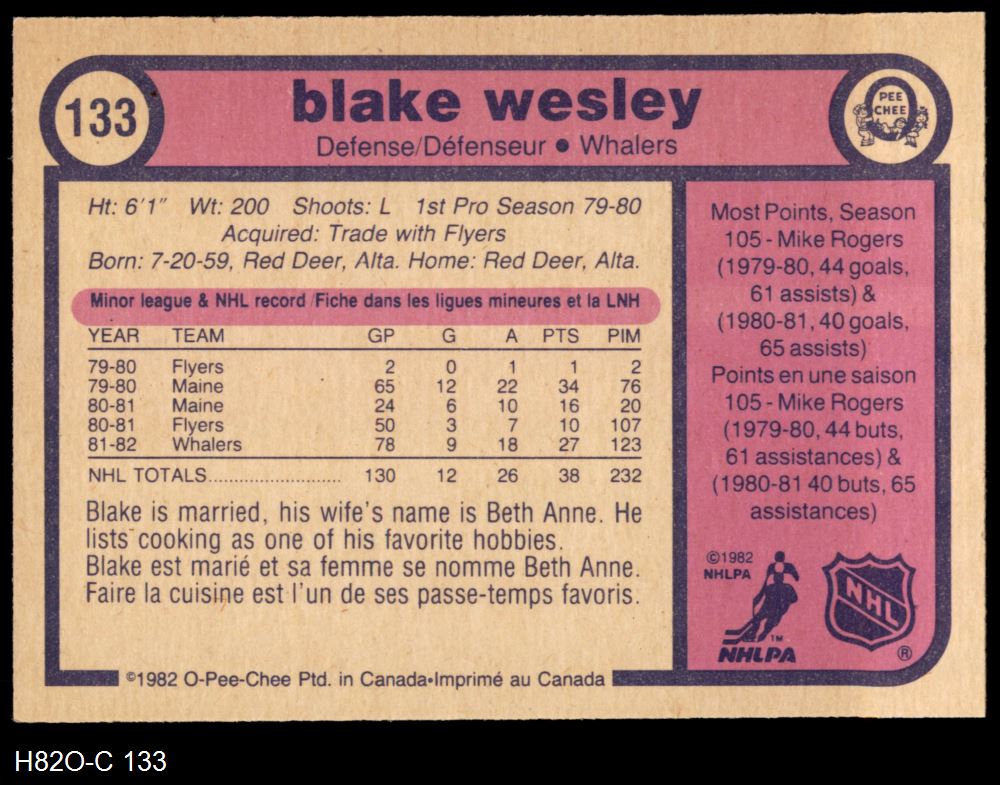 133
blake wesley
Defense/Défenseur • Whalers
PEE
CHEE
Ht: 6'1" Wt: 200 Shoots: L 1st Pro Season 79-80
Acquired: Trade with Flyers
Born: 7-20-59, Red Deer, Alta. Home: Red Deer, Alta.
Minor league & NHL record/Fiche dans les ligues mineures et la LNH
YEAR TEAM GP G A PTS PIM
79-80 Flyers 2 0 1 1 2
79-80 Maine 65 12 22 34 76
80-81 Maine 24 6 10 16 20
80-81 Flyers 50 3 7 10 107
81-82 Whalers 78 9 18 27 123
NHL TOTALS........................ 130 12 26 38 232
Blake is married, his wife's name is Beth Anne. He
lists cooking as one of his favorite hobbies.
Blake est marié et sa femme se nomme Beth Anne.
Faire la cuisine est l'un de ses passe-temps favoris.
Most Points, Season
105 - Mike Rogers
(1979-80, 44 goals,
61 assists) &
(1980-81, 40 goals,
65 assists)
Points en une saison
105 - Mike Rogers
(1979-80, 44 buts,
61 assistances) &
(1980-81 40 buts, 65
assistances)
©1982
NHLPA
TM
NHLPA
NHL
®
©1982 O-Pee-Chee Ptd. in Canada•Imprimé au Canada
H82O-C 133